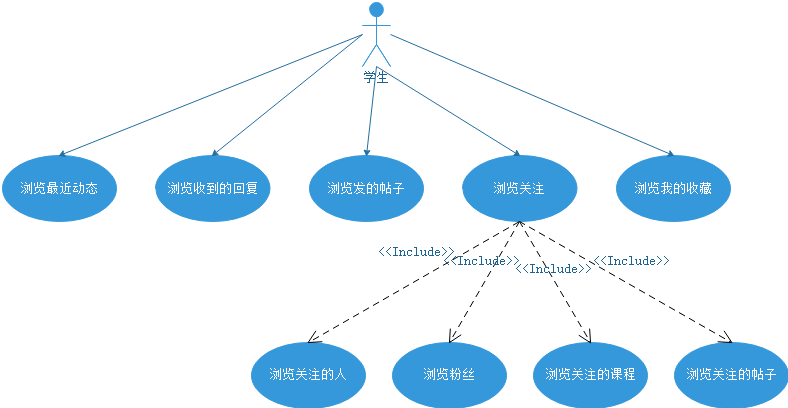 学生
浏览最近动态
浏览收到的回复
浏览发的帖子
浏览关注
浏览我的收藏
<<Include>>
<<Include>>
<<Include>>
<<Include>>
浏览关注的人
浏览粉丝
浏览关注的课程
浏览关注的帖子